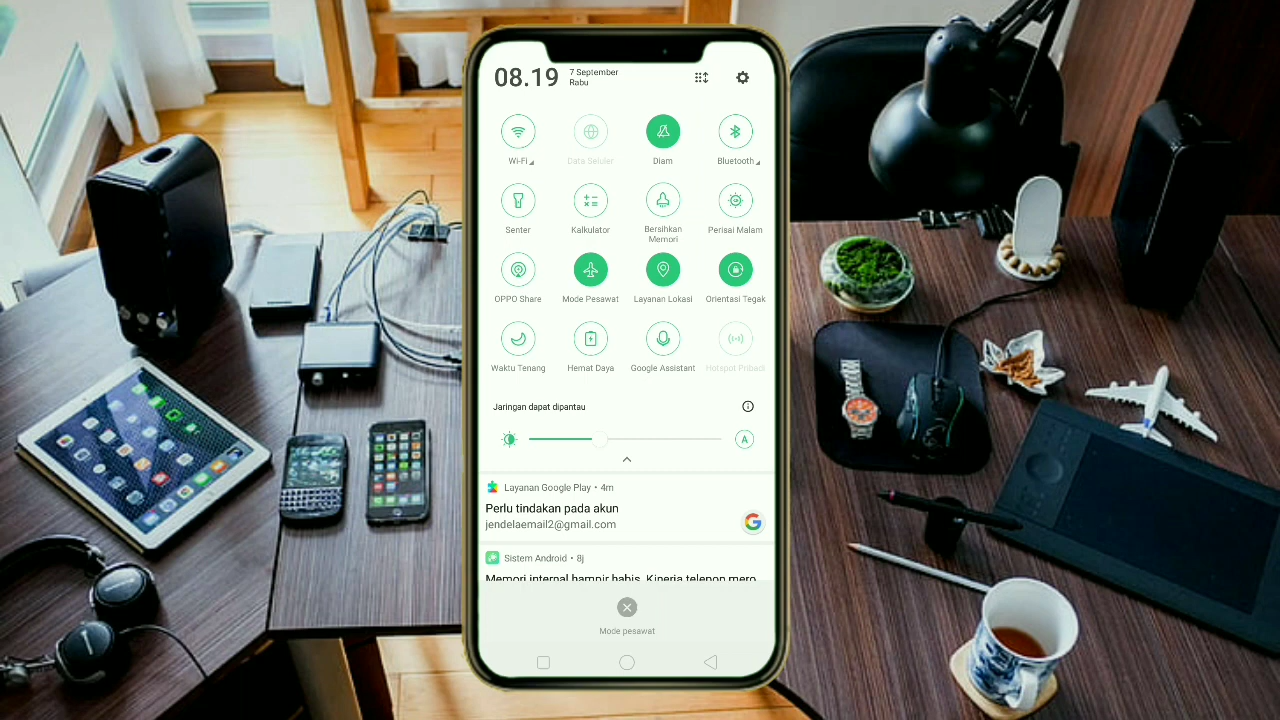 08.19
7 September
Rabu
Wi-Fi
Data Seluler
Diam
Bluetooth
Senter
Kalkulator
Bersihkan
Memori
Perisai Malam
OPPO Share
Mode Pesawat
Layanan Lokasi
Orientasi Tegak
Waktu Tenang
Hemat Daya
Google Assistant
Hotspot Pribadi
Jaringan dapat dipantau
A
Layanan Google Play • 4m
Perlu tindakan pada akun
jendelaemail2@gmail.com
G
Sistem Android • 8j
Memori internal hampir habis. Kinerja telepon mero
Mode pesawat